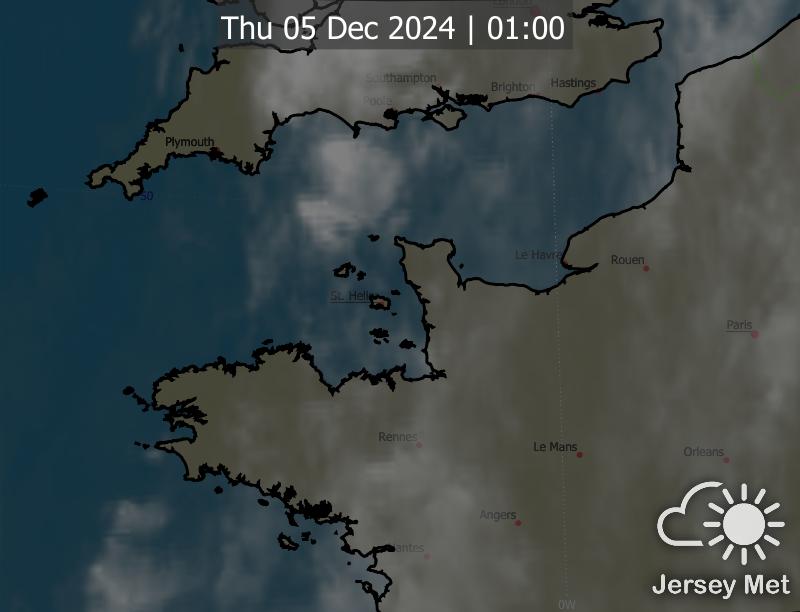 London
Thu 05 Dec 2024 | 01:00
Southampton
Brighton
Hastings
Poole
Plymouth
50
Le Havre
Rouen
St. Helier
Paris
Rennes
Le Mans
Orleans
Angers
Nantes
Jersey Met
0W